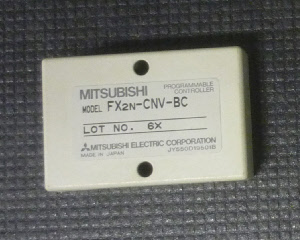 MITSUBISHI
PROGRAMMABLE CONTROLLER
MODEL FX2N-CNV-BC
LOT NO. 6X
MITSUBISHI ELECTRIC CORPORATION
MADE IN JAPAN